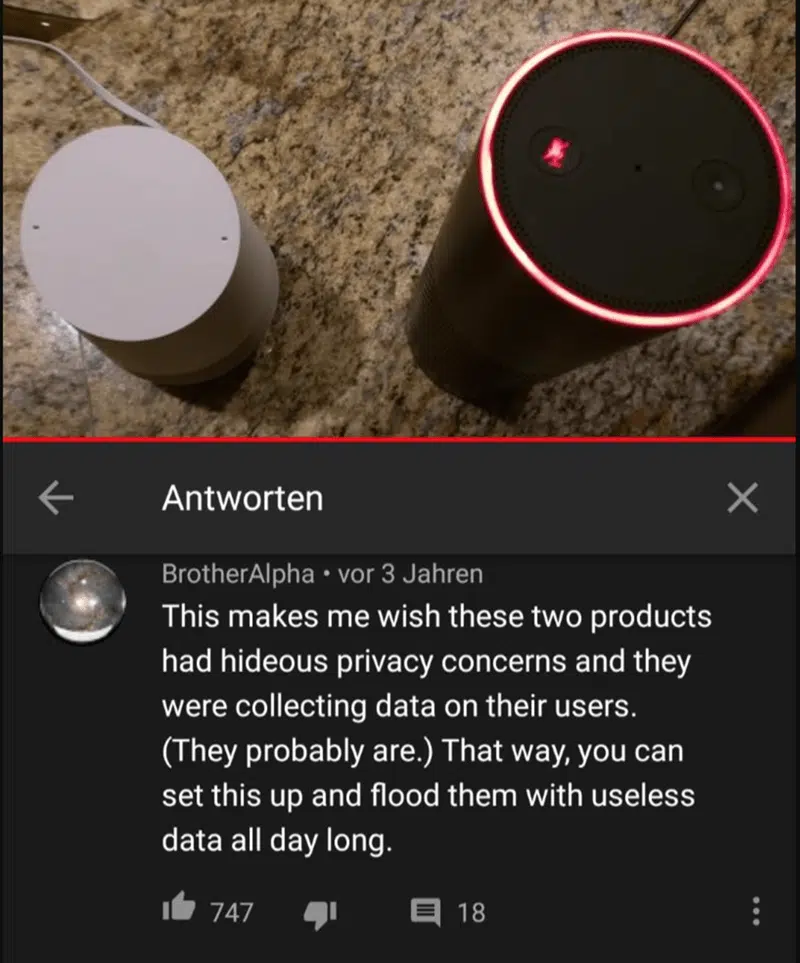 Antworten
BrotherAlpha • vor 3 Jahren
This makes me wish these two products
had hideous privacy concerns and they
were collecting data on their users.
(They probably are.) That way, you can
set this up and flood them with useless
data all day long.
747
18